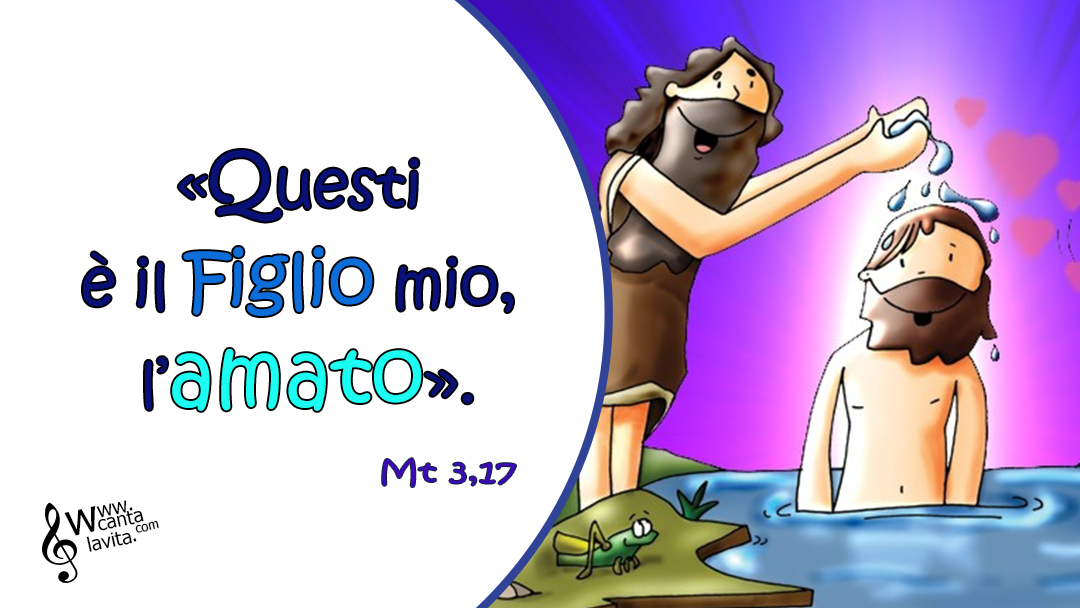 «Questi
è il Figlio mio,
l'amato».
Mt 3,17
Www.
canta
lavita.com